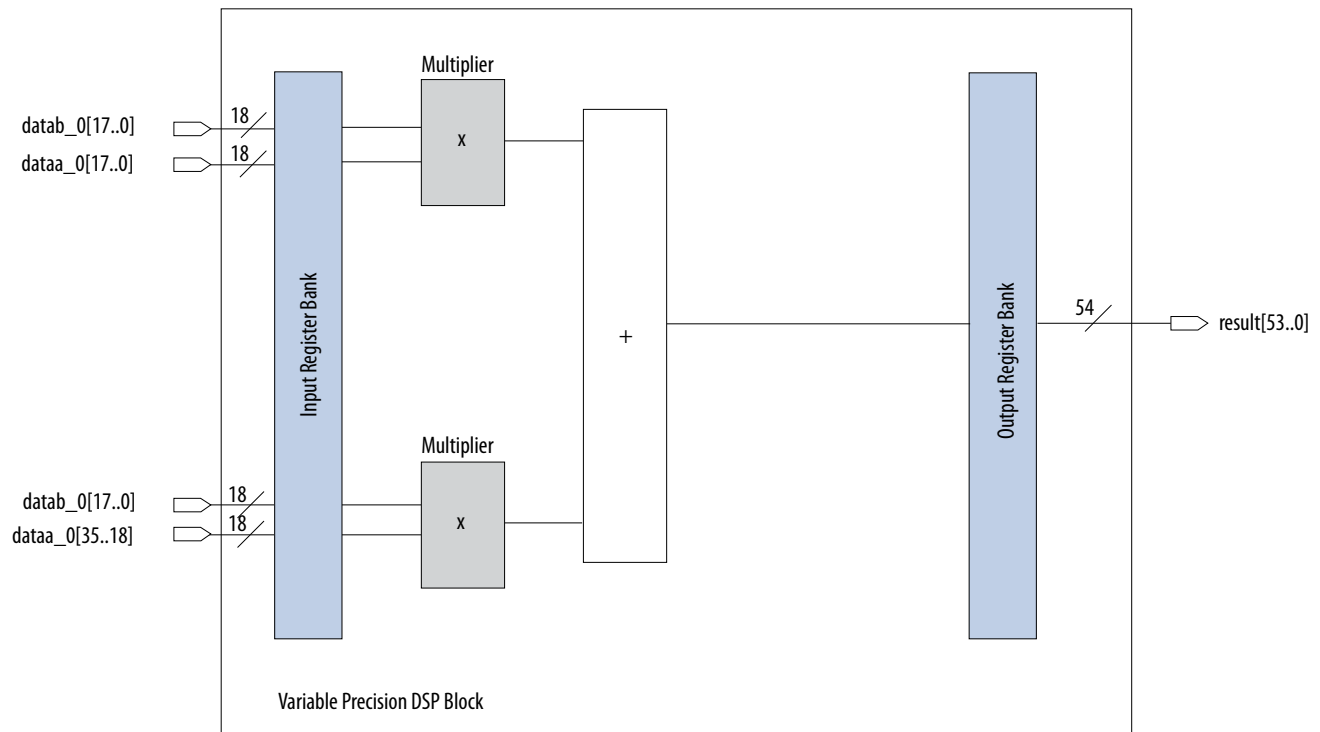 Multiplier
datab_0[17..0]
18
x
dataa_0[17..0]
18
Input Register Bank
+
Output Register Bank
54
result[53..0]
Multiplier
datab_0[17..0]
18
x
dataa_0[35..18]
18
Variable Precision DSP Block